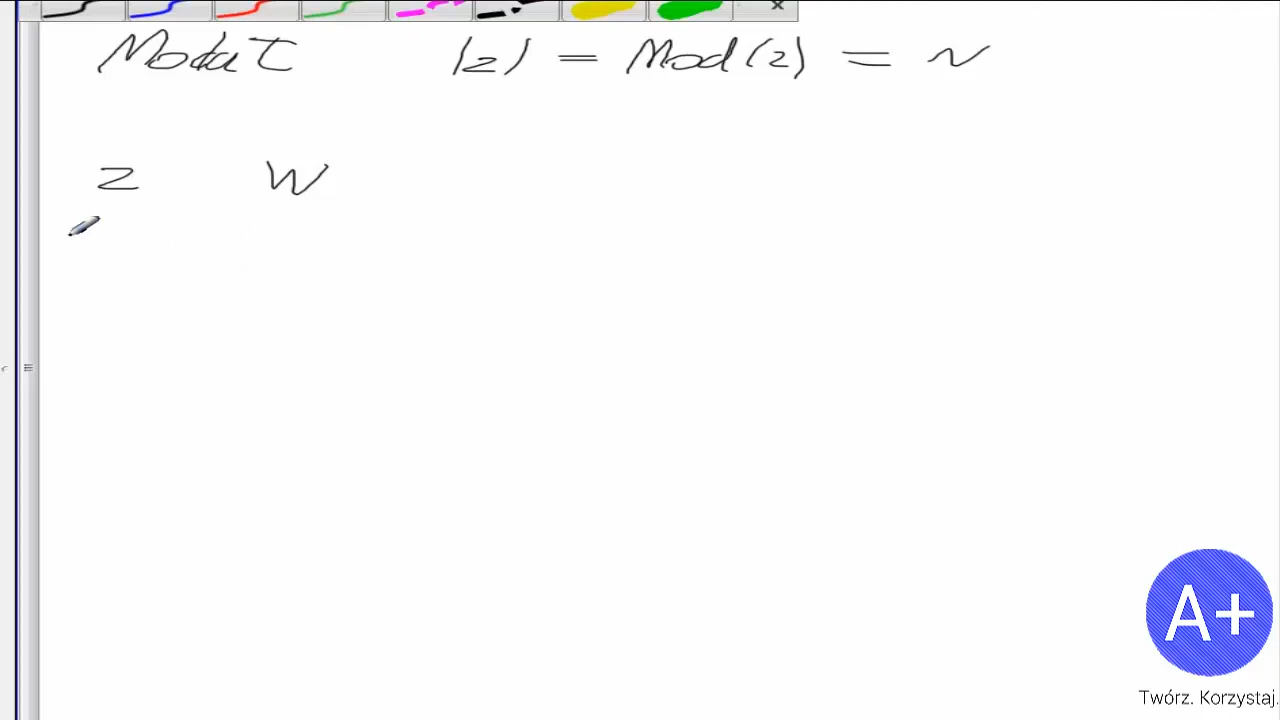 Moduł |z| = Mod(z) = r
z w
A+
Twórz. Korzystaj.